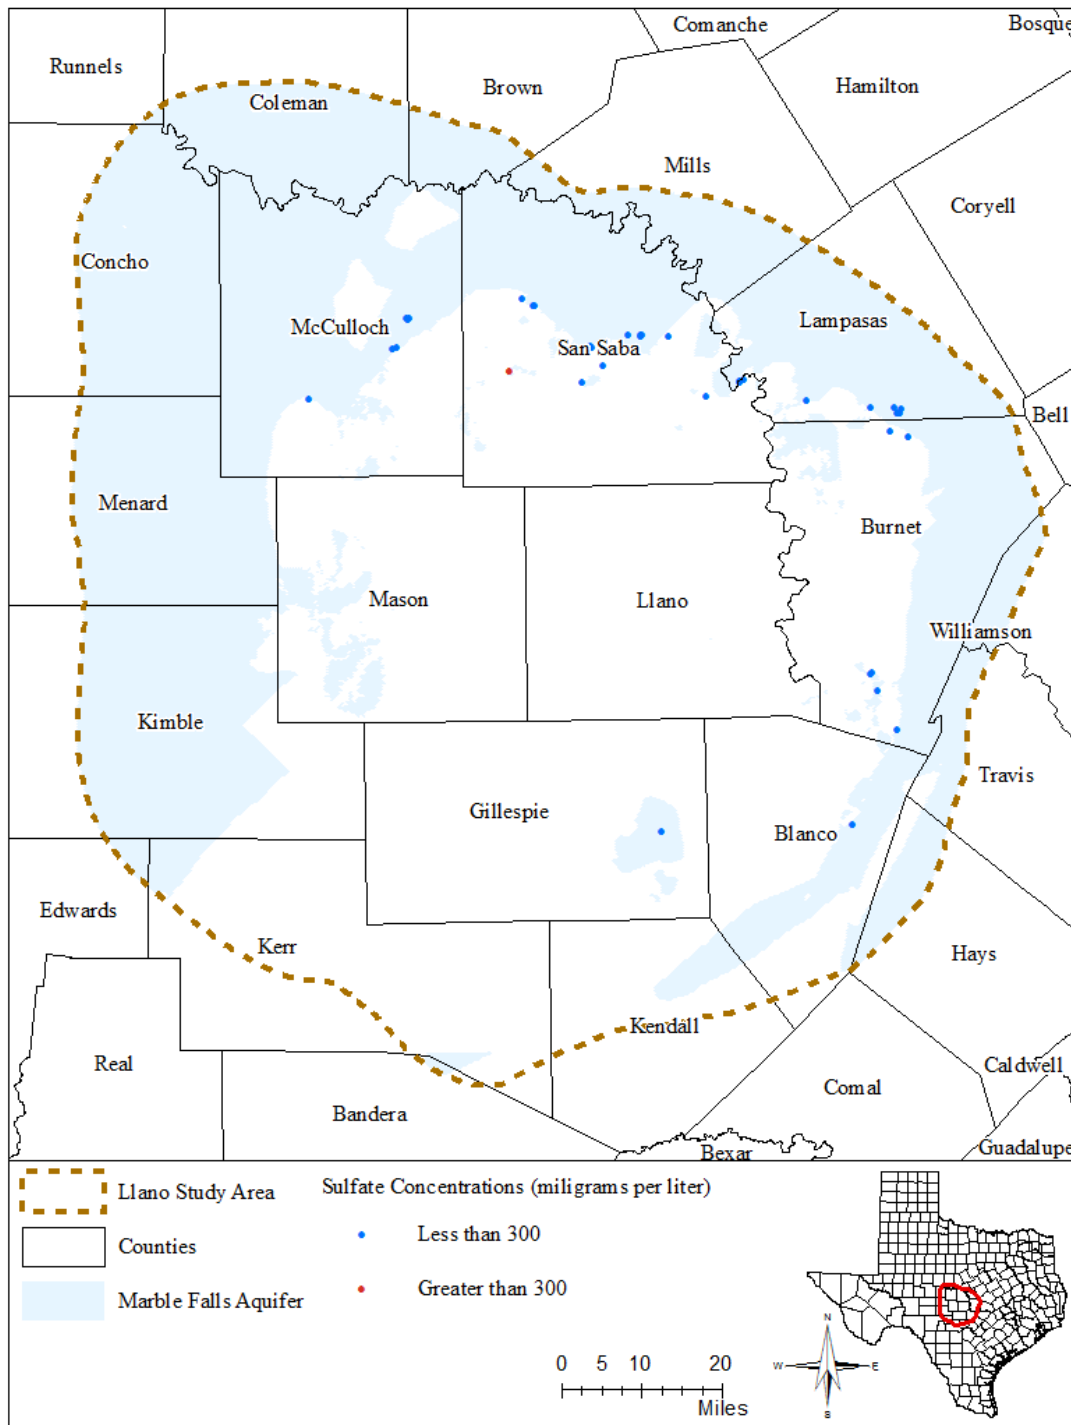 Comanche
Bosque
Runnels
Brown
Hamilton
Coleman
Mills
Coryell
Concho
McCulloch
Lampasas
San Saba
Bell
Menard
Burnet
Mason
Llano
Williamson
Kimble
Travis
Gillespie
Blanco
Edwards
Kerr
Hays
Kendall
Real
Caldwell
Comal
Bandera
Guadalupe
Bexar
Llano Study Area
Counties
Marble Falls Aquifer
Sulfate Concentrations (miligrams per liter)
Less than 300
Greater than 300
0 5 10 20
Miles
N
W E
S